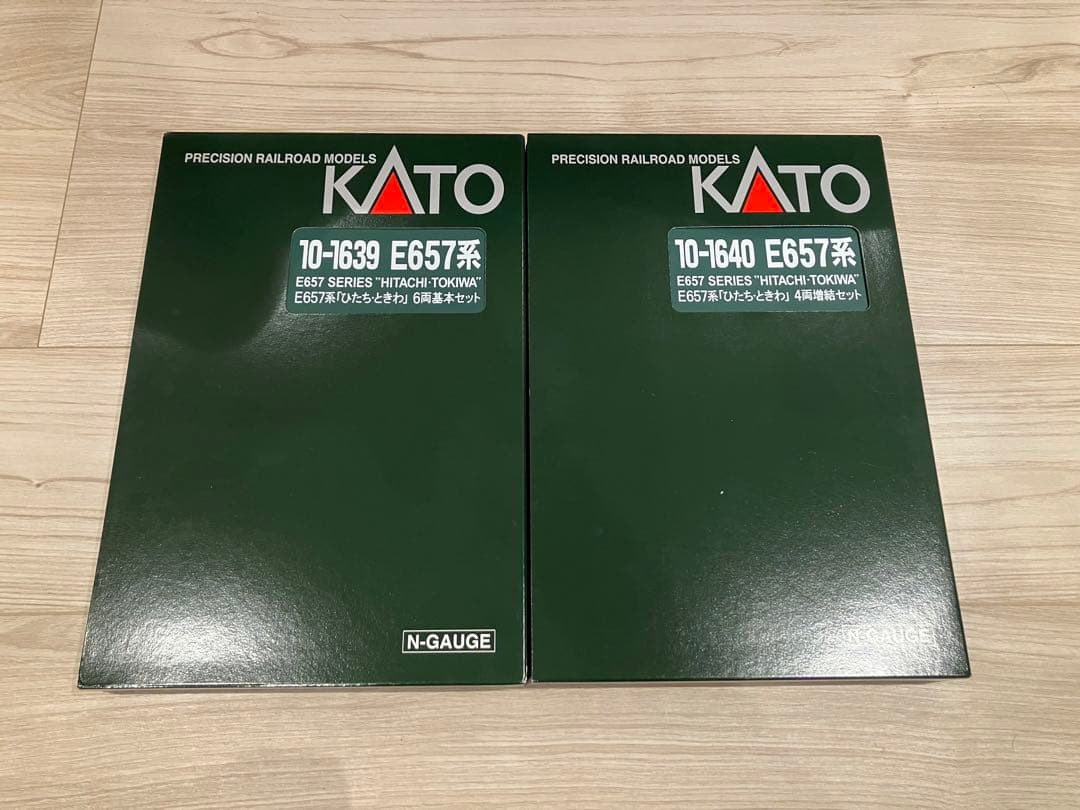 PRECISION RAILROAD MODELS
KATO
10-1639 E657系
E657 SERIES "HITACHI･TOKIWA"
E657系「ひたち･ときわ」 6両基本セット
N-GAUGE
PRECISION RAILROAD MODELS
KATO
10-1640 E657系
E657 SERIES "HITACHI･TOKIWA"
E657系「ひたち･ときわ」 4両増結セット
N-GAUGE